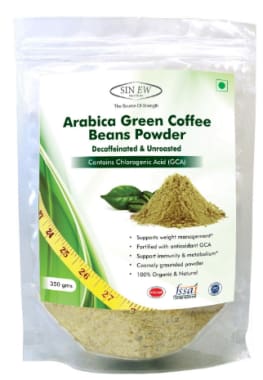 SINEW
The Source Of Strength
Arabica Green Coffee
Beans Powder
Decaffeinated & Unroasted
Contains Chlorogenic Acid (GCA)
• Supports weight management*
• Fortified with antioxidant GCA
• Support immunity & metabolism*
• Coarsely grounded powder
• 100% Organic & Natural
24
25
26
27
350 gms
fssai